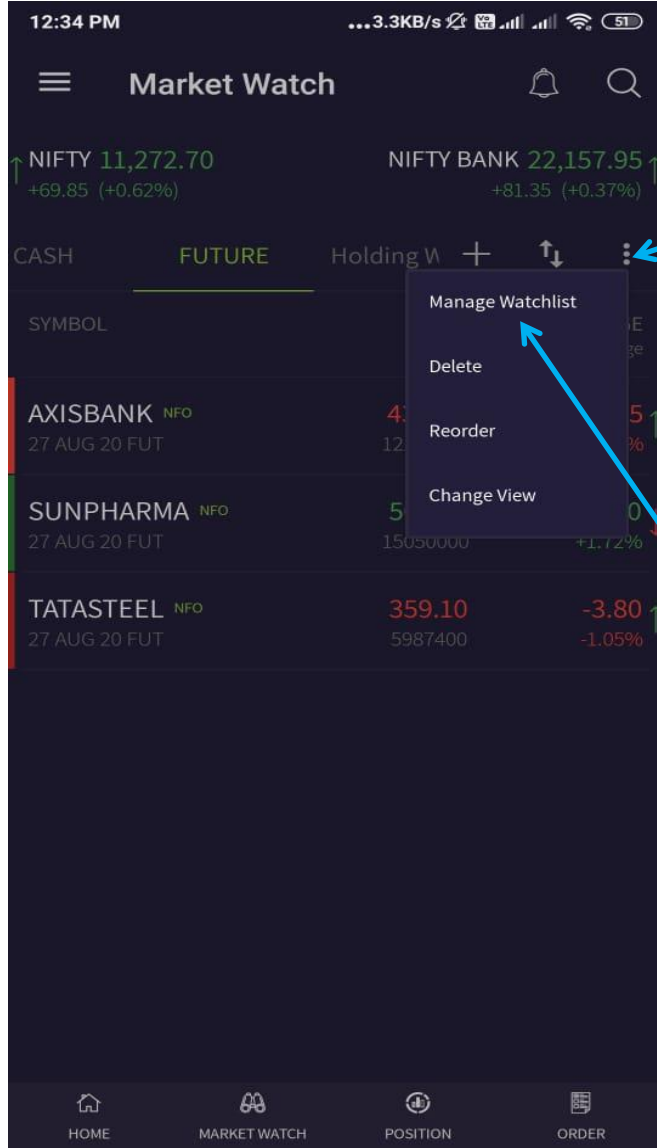 12:34 PM ...3.3KB/s Vo LTE 51
Market Watch
NIFTY 11,272.70 NIFTY BANK 22,157.95
+69.85 (+0.62%) +81.35 (+0.37%)
CASH FUTURE Holding
Manage Watchlist
SYMBOL
Delete
AXISBANK NFO
27 AUG 20 FUT
Reorder
Change View
SUNPHARMA NFO
27 AUG 20 FUT 15050000 +1.72%
TATASTEEL NFO 359.10 -3.80
27 AUG 20 FUT 5987400 -1.05%
HOME MARKET WATCH POSITION ORDER